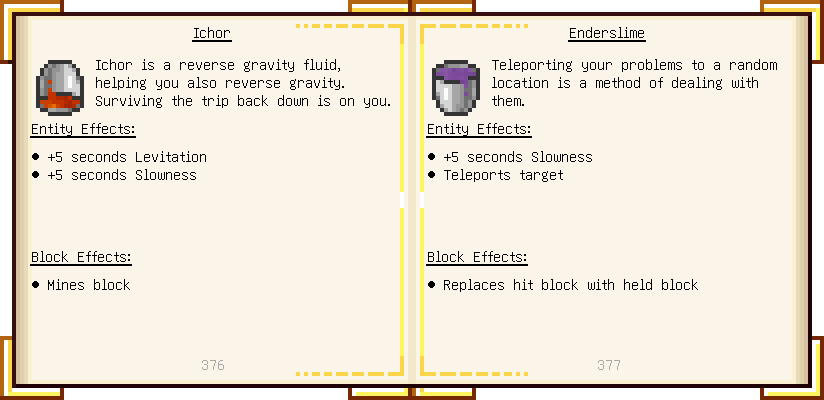 Ichor
Ichor is a reverse gravity fluid,
helping you also reverse gravity.
Surviving the trip back down is on you.
Entity Effects:
● +5 seconds Levitation
● +5 seconds Slowness
Block Effects:
● Mines block
376
Enderslime
Teleporting your problems to a random
location is a method of dealing with
them.
Entity Effects:
● +5 seconds Slowness
● Teleports target
Block Effects:
● Replaces hit block with held block
377